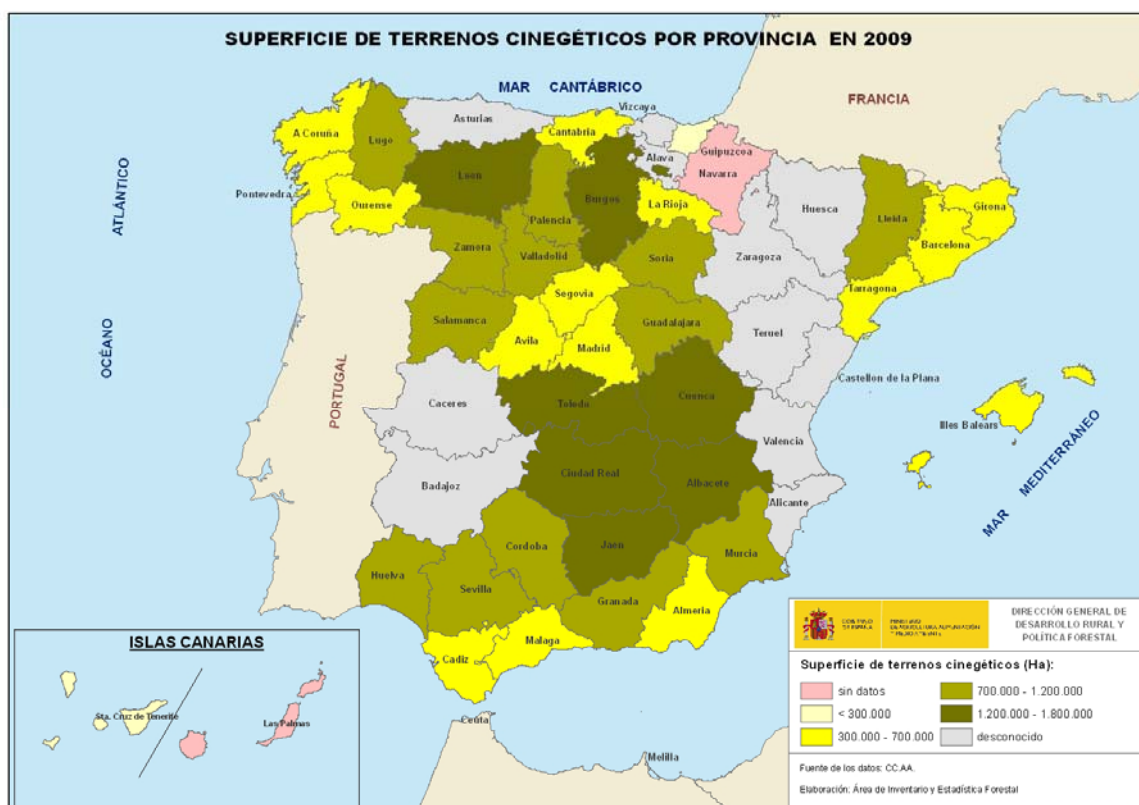 SUPERFICIE DE TERRENOS CINEGÉTICOS POR PROVINCIA EN 2009
MAR CANTÁBRICO
FRANCIA
Vizcaya
Asturias
Cantabria
A Coruña
Lugo
Guipuzcoa
Alava
Navarra
Leon
Pontevedra
Ourense
Burgos
La Rioja
Huesca
Lleida
Girona
Palencia
Barcelona
ATLÁNTICO
Zamora
Valladolid
Soria
Zaragoza
Tarragona
Segovia
Salamanca
Guadalajara
Avila
Madrid
Teruel
OCÉANO
PORTUGAL
Castellon de la Plana
Caceres
Toledo
Cuenca
Illes Balears
Valencia
MAR MEDITERRÁNEO
Ciudad Real
Badajoz
Albacete
Alicante
Cordoba
Jaen
Murcia
Huelva
Sevilla
Granada
Almeria
Malaga
Cadiz
Ceuta
Melilla
ISLAS CANARIAS
Sta. Cruz de Tenerife
Las Palmas
GOBIERNO
DE ESPAÑA
MINISTERIO
DIRECCIÓN GENERAL DE
DESARROLLO RURAL Y
POLÍTICA FORESTAL
Superficie de terrenos cinegéticos (Ha):
sin datos
700.000 - 1.200.000
< 300.000
1.200.000 - 1.800.000
300.000 - 700.000
desconocido
Fuente de los datos: CC.AA.
Elaboración: Área de Inventario y Estadística Forestal